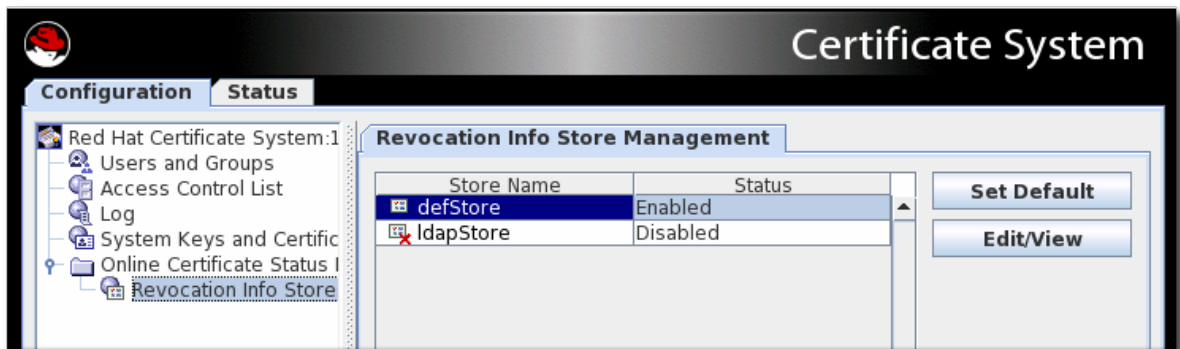 Certificate System
Configuration
Status
Red Hat Certificate System:1
Users and Groups
Access Control List
Log
System Keys and Certific
Online Certificate Status
Revocation Info Store
Revocation Info Store Management
Store Name Status
defStore Enabled
ldapStore Disabled
Set Default
Edit/View